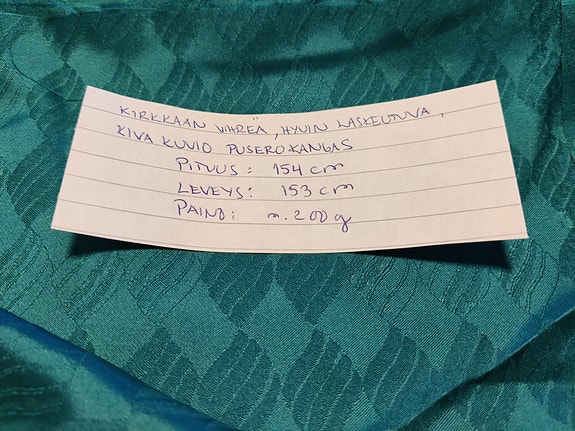 KIRKKAAN VIHREÄ, HYVIN LASKEUTUVA,
KIVA KUVIO PUSEROKANGAS
PITUUS: 154 cm
LEVEYS: 153 cm
PAINO: n. 200 g